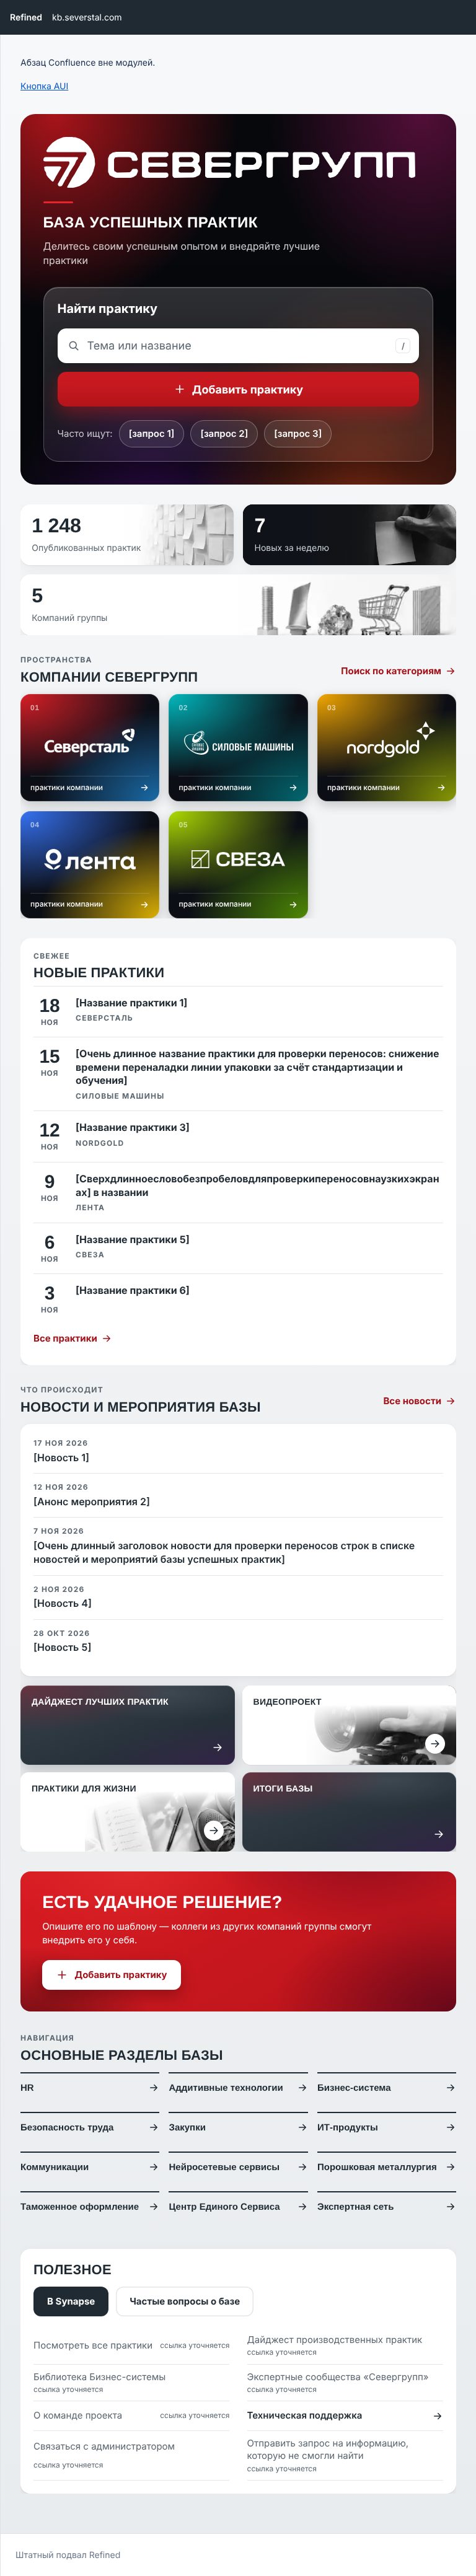 Refined kb.severstal.com
Абзац Confluence вне модулей.
Кнопка AUI
СЕВЕРГРУПП
БАЗА УСПЕШНЫХ ПРАКТИК
Делитесь своим успешным опытом и внедряйте лучшие
практики
Найти практику
Тема или название /
+ Добавить практику
Часто ищут: [запрос 1] [запрос 2] [запрос 3]
1 248
Опубликованных практик
7
Новых за неделю
5
Компаний группы
ПРОСТРАНСТВА
КОМПАНИИ СЕВЕРГРУПП
Поиск по категориям →
01
Северсталь
практики компании →
02
СИЛОВЫЕ МАШИНЫ
практики компании →
03
nordgold
практики компании →
04
лента
практики компании →
05
СВЕЗА
практики компании →
СВЕЖЕЕ
НОВЫЕ ПРАКТИКИ
18 НОЯ
[Название практики 1]
СЕВЕРСТАЛЬ
15 НОЯ
[Очень длинное название практики для проверки переносов: снижение
времени переналадки линии упаковки за счёт стандартизации и
обучения]
СИЛОВЫЕ МАШИНЫ
12 НОЯ
[Название практики 3]
NORDGOLD
9 НОЯ
[Сверхдлинноесловобезпробеловдляпроверкипереносовнаузкихэкран
ах] в названии
ЛЕНТА
6 НОЯ
[Название практики 5]
СВЕЗА
3 НОЯ
[Название практики 6]
Все практики →
ЧТО ПРОИСХОДИТ
НОВОСТИ И МЕРОПРИЯТИЯ БАЗЫ
Все новости →
17 НОЯ 2026
[Новость 1]
12 НОЯ 2026
[Анонс мероприятия 2]
7 НОЯ 2026
[Очень длинный заголовок новости для проверки переносов строк в списке
новостей и мероприятий базы успешных практик]
2 НОЯ 2026
[Новость 4]
28 ОКТ 2026
[Новость 5]
ДАЙДЖЕСТ ЛУЧШИХ ПРАКТИК →
ВИДЕОПРОЕКТ →
ПРАКТИКИ ДЛЯ ЖИЗНИ →
ИТОГИ БАЗЫ →
ЕСТЬ УДАЧНОЕ РЕШЕНИЕ?
Опишите его по шаблону — коллеги из других компаний группы смогут
внедрить его у себя.
+ Добавить практику
НАВИГАЦИЯ
ОСНОВНЫЕ РАЗДЕЛЫ БАЗЫ
HR →
Аддитивные технологии →
Бизнес-система →
Безопасность труда →
Закупки →
ИТ-продукты →
Коммуникации →
Нейросетевые сервисы →
Порошковая металлургия →
Таможенное оформление →
Центр Единого Сервиса →
Экспертная сеть →
ПОЛЕЗНОЕ
В Synapse
Частые вопросы о базе
Посмотреть все практики ссылка уточняется
Дайджест производственных практик
ссылка уточняется
Библиотека Бизнес-системы
ссылка уточняется
Экспертные сообщества «Севергрупп»
ссылка уточняется
О команде проекта ссылка уточняется
Техническая поддержка →
Связаться с администратором
ссылка уточняется
Отправить запрос на информацию,
которую не смогли найти
ссылка уточняется
Штатный подвал Refined